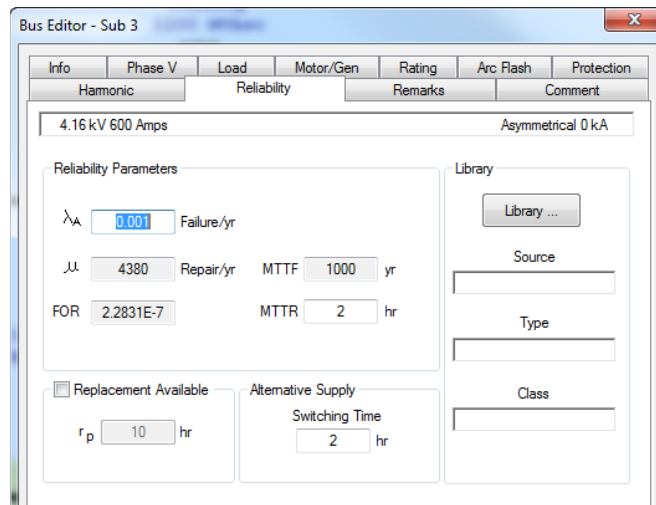 Bus Editor - Sub 3
Info Phase V Load Motor/Gen Rating Arc Flash Protection
Harmonic Reliability Remarks Comment
4.16 kV 600 Amps Asymmetrical 0 kA
Reliability Parameters
λA 0.001 Failure/yr
μ 4380 Repair/yr MTTF 1000 yr
FOR 2.2831E-7 MTTR 2 hr
Library
Library ...
Source
Type
Class
Replacement Available
rp 10 hr
Alternative Supply
Switching Time
2 hr